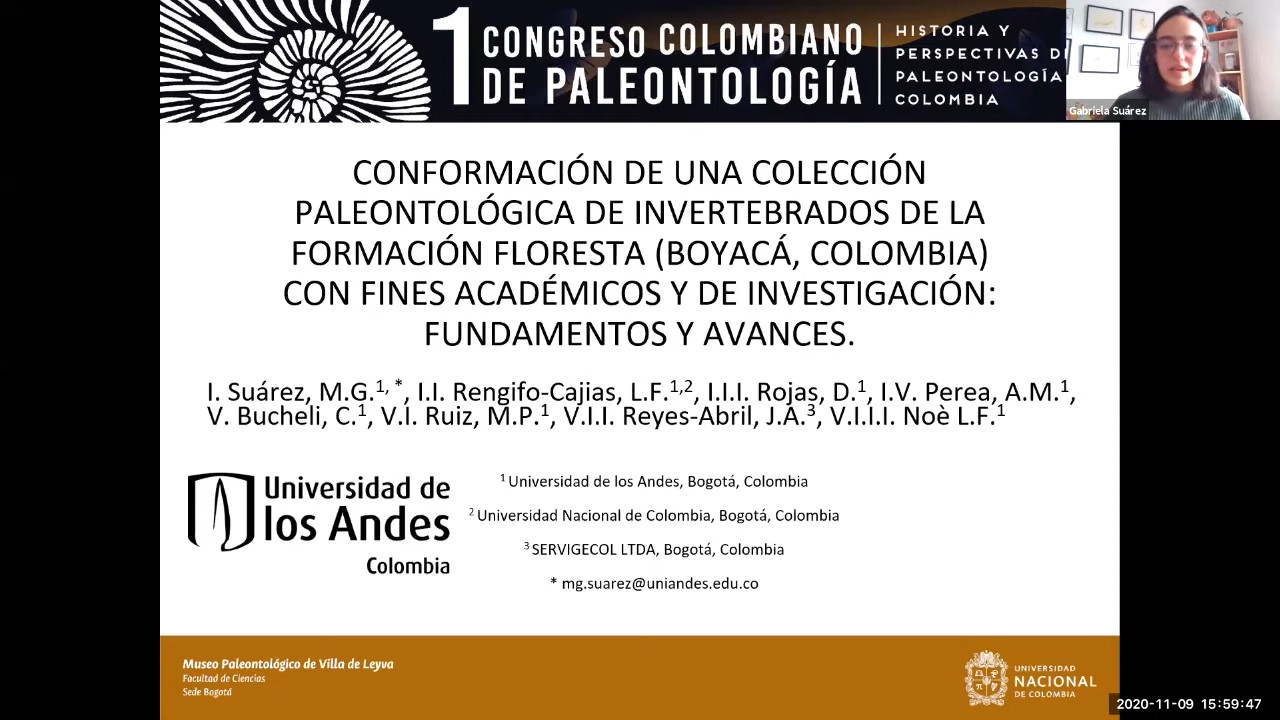 1 CONGRESO COLOMBIANO
DE PALEONTOLOGÍA
HISTORIA Y
PERSPECTIVAS
PALEONTOLOGÍA
COLOMBIA
Gabriela Suárez
CONFORMACIÓN DE UNA COLECCIÓN
PALEONTOLÓGICA DE INVERTEBRADOS DE LA
FORMACIÓN FLORESTA (BOYACÁ, COLOMBIA)
CON FINES ACADÉMICOS Y DE INVESTIGACIÓN:
FUNDAMENTOS Y AVANCES.
I. Suárez, M.G.1, *, I.I. Rengifo-Cajias, L.F.1,2, I.I.I. Rojas, D.1, I.V. Perea, A.M.1,
V. Bucheli, C.1, V.I. Ruiz, M.P.1, V.I.I. Reyes-Abril, J.A.3, V.I.I.I. Noè L.F.1
Universidad de
los Andes
Colombia
1 Universidad de los Andes, Bogotá, Colombia
2 Universidad Nacional de Colombia, Bogotá, Colombia
3 SERVIGECOL LTDA, Bogotá, Colombia
* mg.suarez@uniandes.edu.co
Museo Paleontológico de Villa de Leyva
Facultad de Ciencias
Sede Bogotá
UNIVERSIDAD
NACIONAL
DE COLOMBIA
2020-11-09 15:59:47